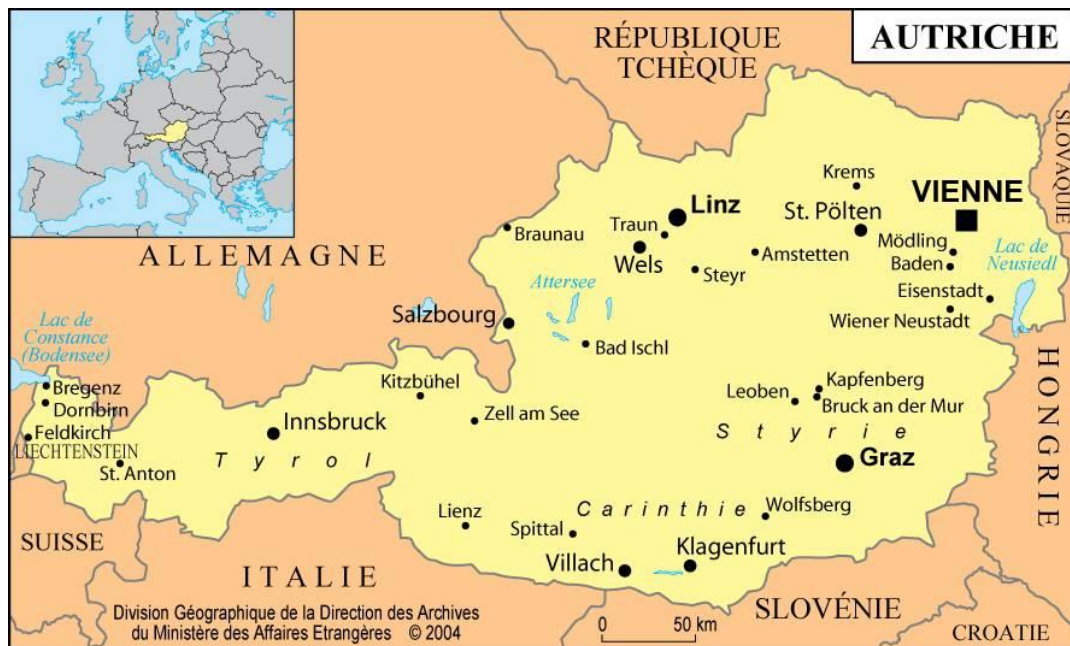 AUTRICHE
RÉPUBLIQUE
TCHÈQUE
SLOVAQUIE
Krems
VIENNE
Linz
St. Pölten
Traun
Braunau
Mödling
Lac de
Neusiedl
ALLEMAGNE
Wels
Amstetten
Baden
Steyr
Attersee
Eisenstadt
Salzbourg
Wiener Neustadt
Lac de
Constance
(Bodensee)
Bad Ischl
HONGRIE
Bregenz
Kitzbühel
Kapfenberg
Leoben
Dornbirn
Bruck an der Mur
Zell am See
Innsbruck
Feldkirch
Styrie
LIECHTENSTEIN
Tyrol
Graz
St. Anton
Carinthie
Wolfsberg
Lienz
Spittal
SUISSE
Klagenfurt
Villach
ITALIE
SLOVÉNIE
Division Géographique de la Direction des Archives
du Ministère des Affaires Etrangères © 2004
0 50 km
CROATIE